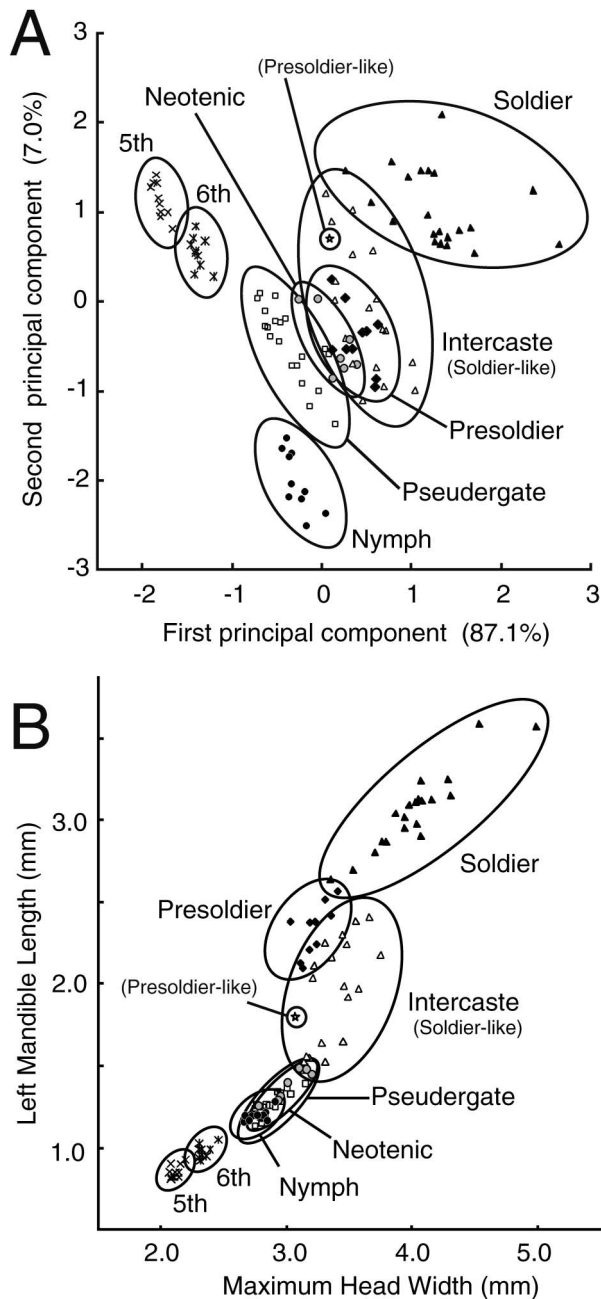 A
3
2
1
0
-1
-2
-3
Second principal component (7.0%)
(Presoldier-like)
Neotenic
Soldier
5th
6th
Intercaste
(Soldier-like)
Presoldier
Pseudergate
Nymph
-2
-1
0
1
2
3
First principal component (87.1%)
B
3.0
2.0
1.0
Left Mandible Length (mm)
Soldier
Presoldier
(Presoldier-like)
Intercaste
(Soldier-like)
Pseudergate
Neotenic
Nymph
6th
5th
2.0
3.0
4.0
5.0
Maximum Head Width (mm)